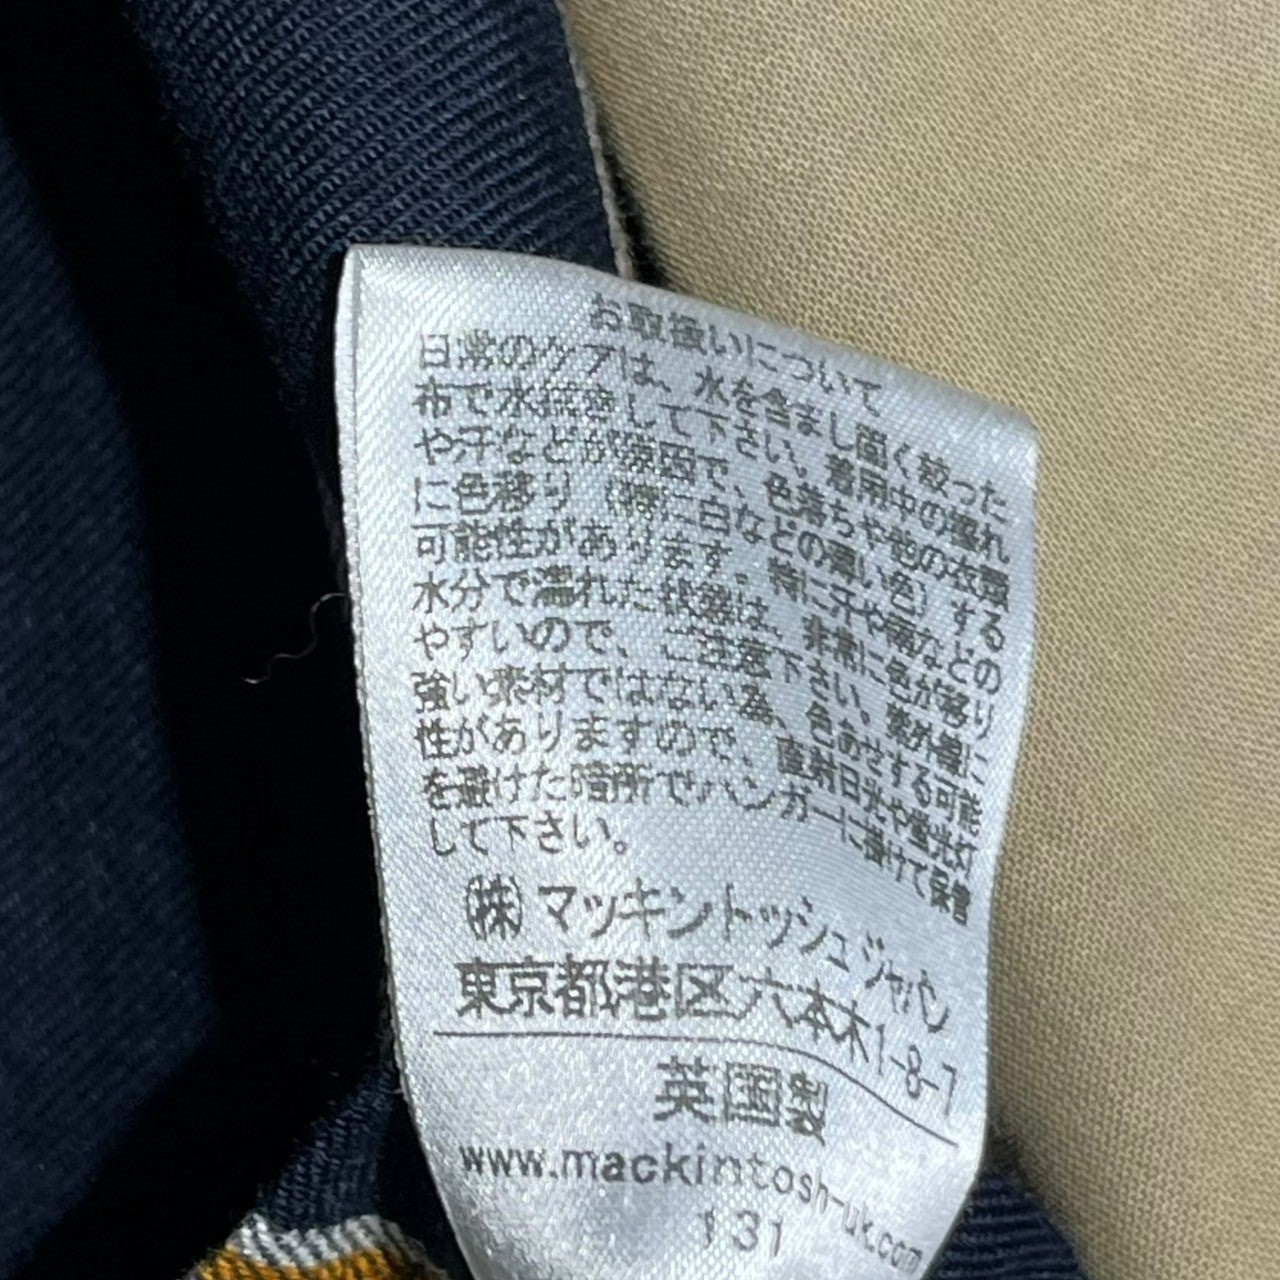 お取扱いについて
日常のケアは、水を含まし固く絞った
布で水拭きして下さい。着用中の濡れ
や汗などが原因で、色落ちや他の衣類
に色移り（特に白など の薄い色）する
可能性があります。特に汗や雨などの
水分で濡れた状態は、非常に色が移り
やすいので、ご注意下さい。紫外線に
強い素材ではない為、色あせする可能
性がありますので、直射日光や蛍光灯
を避けた暗所でハンガーに掛けて保管
して下さい。
㈱マッキントッシュジャパン
東京都港区六本木1-8-7
英国製
www.mackintosh-uk.com
131